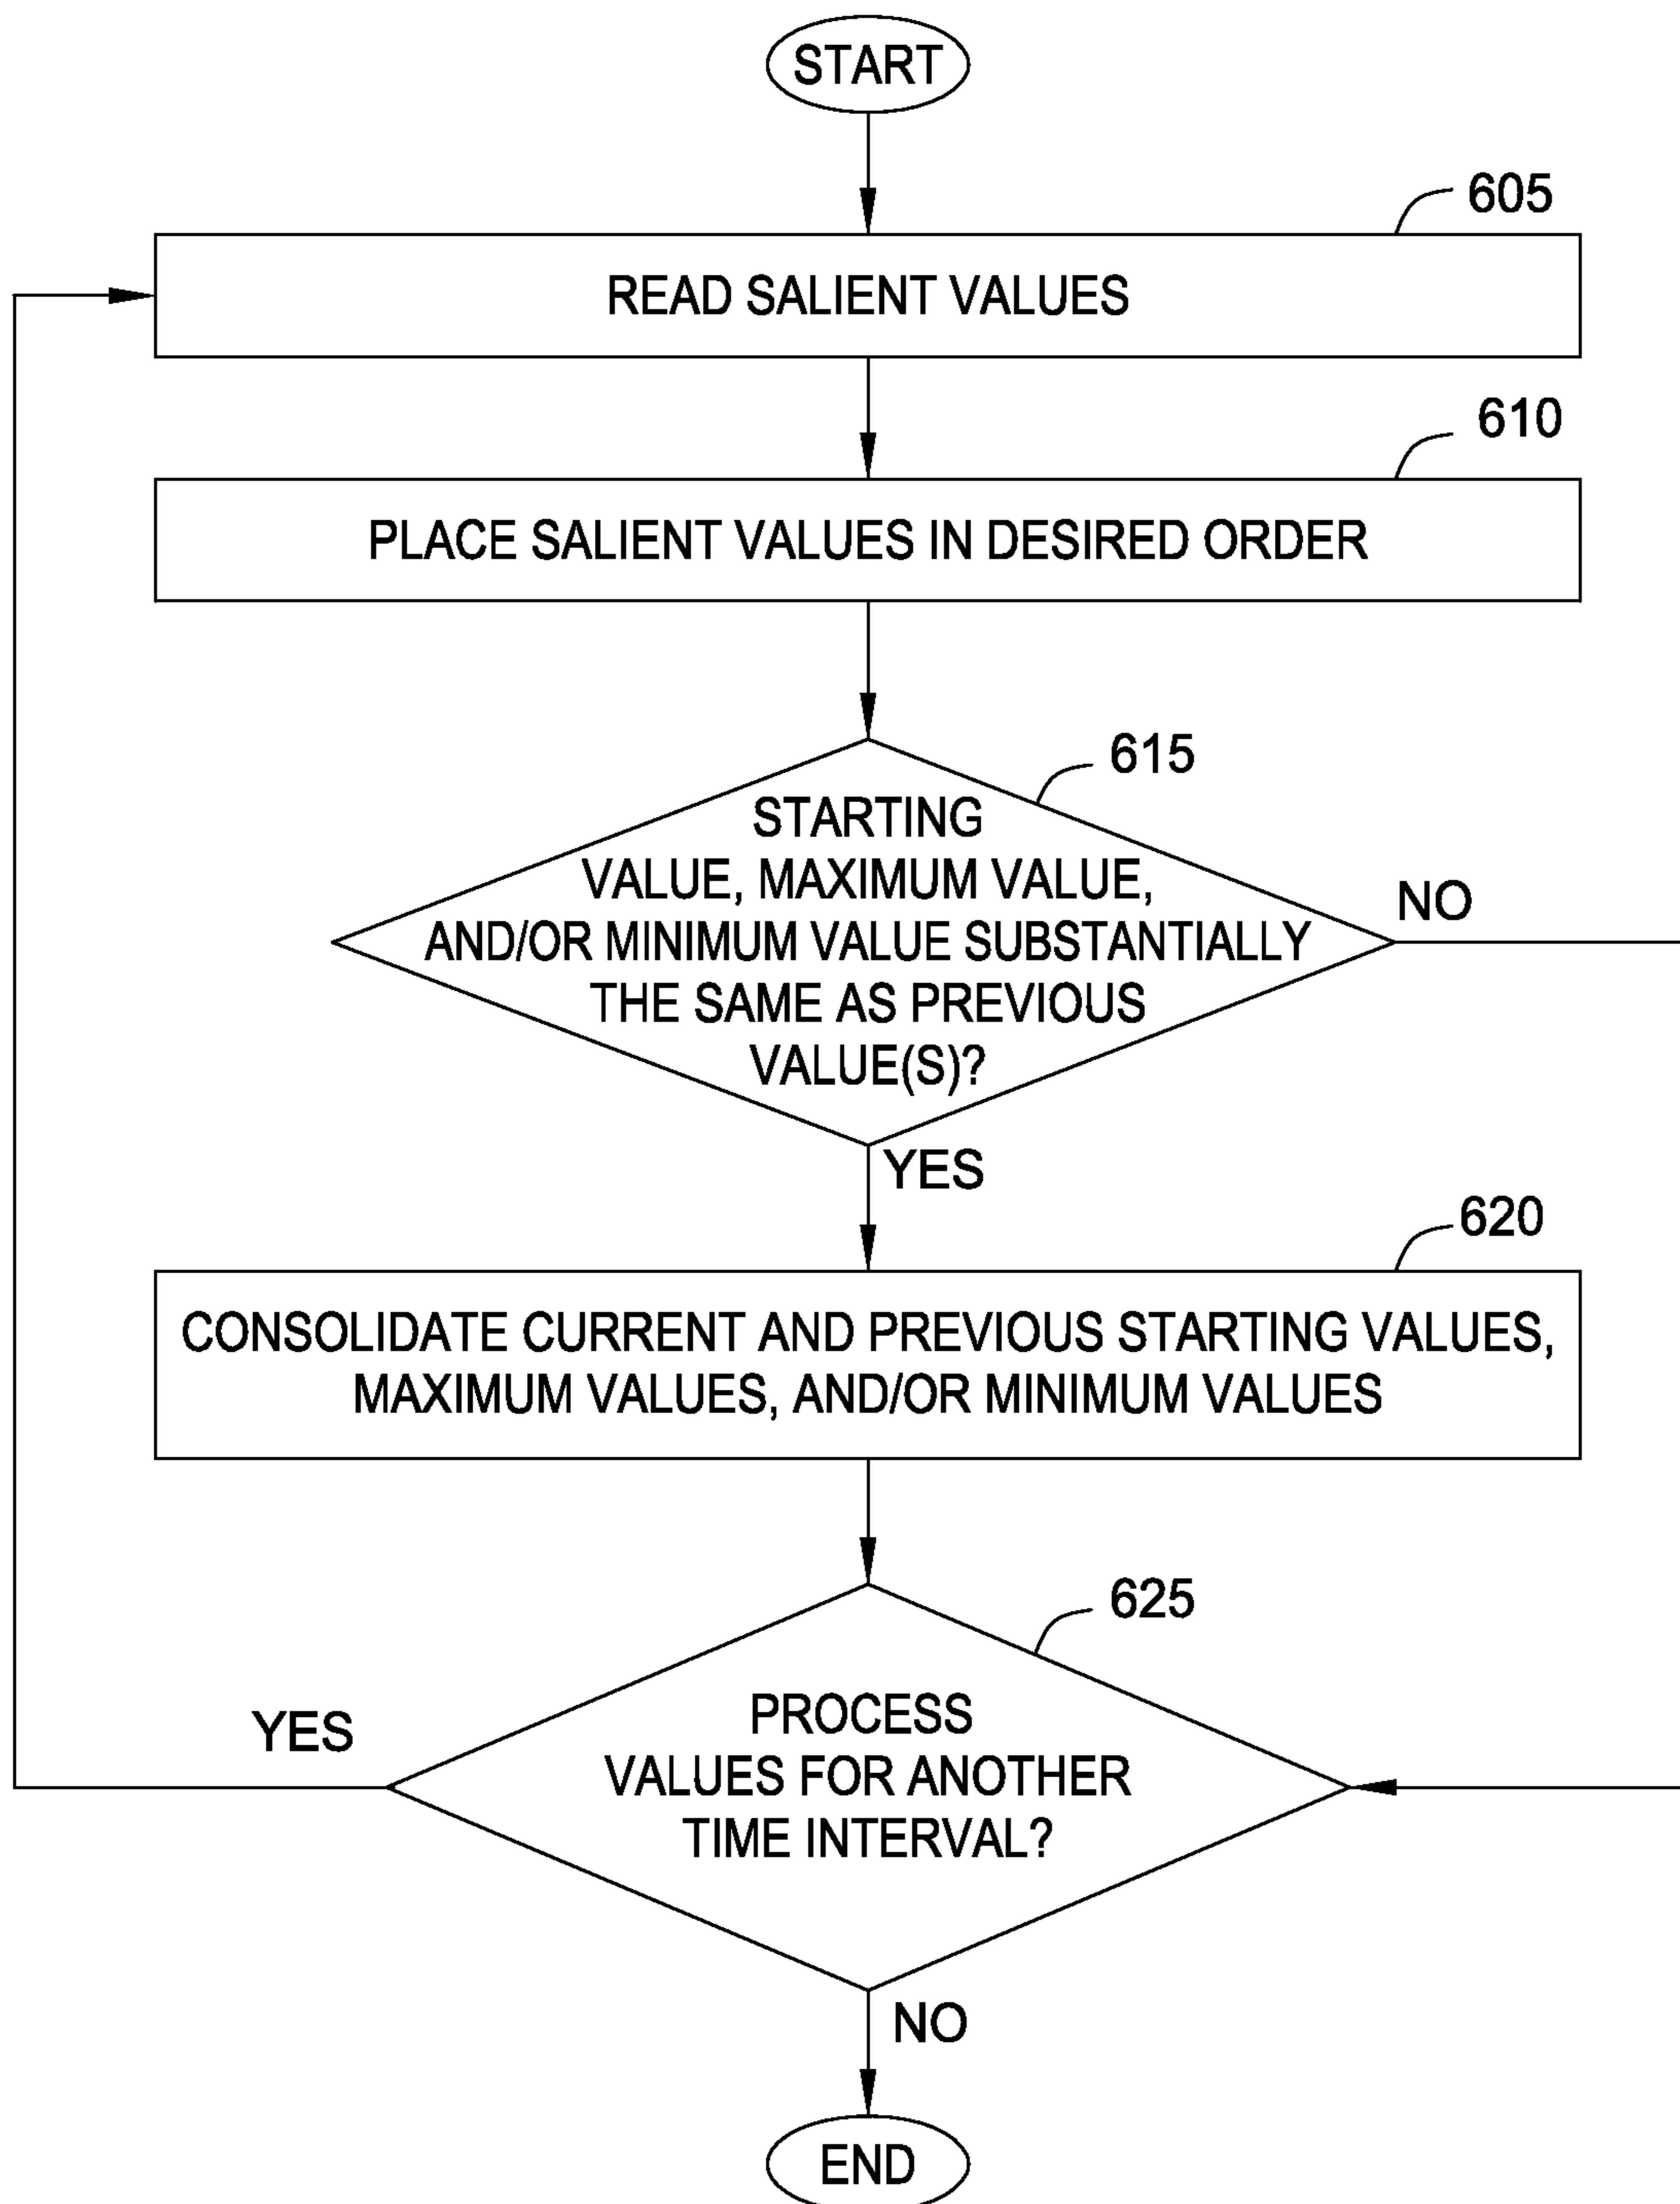 START
605
READ SALIENT VALUES
610
PLACE SALIENT VALUES IN DESIRED ORDER
615
STARTING
VALUE, MAXIMUM VALUE,
AND/OR MINIMUM VALUE SUBSTANTIALLY
THE SAME AS PREVIOUS
VALUE(S)?
NO
YES
620
CONSOLIDATE CURRENT AND PREVIOUS STARTING VALUES,
MAXIMUM VALUES, AND/OR MINIMUM VALUES
625
PROCESS
VALUES FOR ANOTHER
TIME INTERVAL?
YES
NO
END